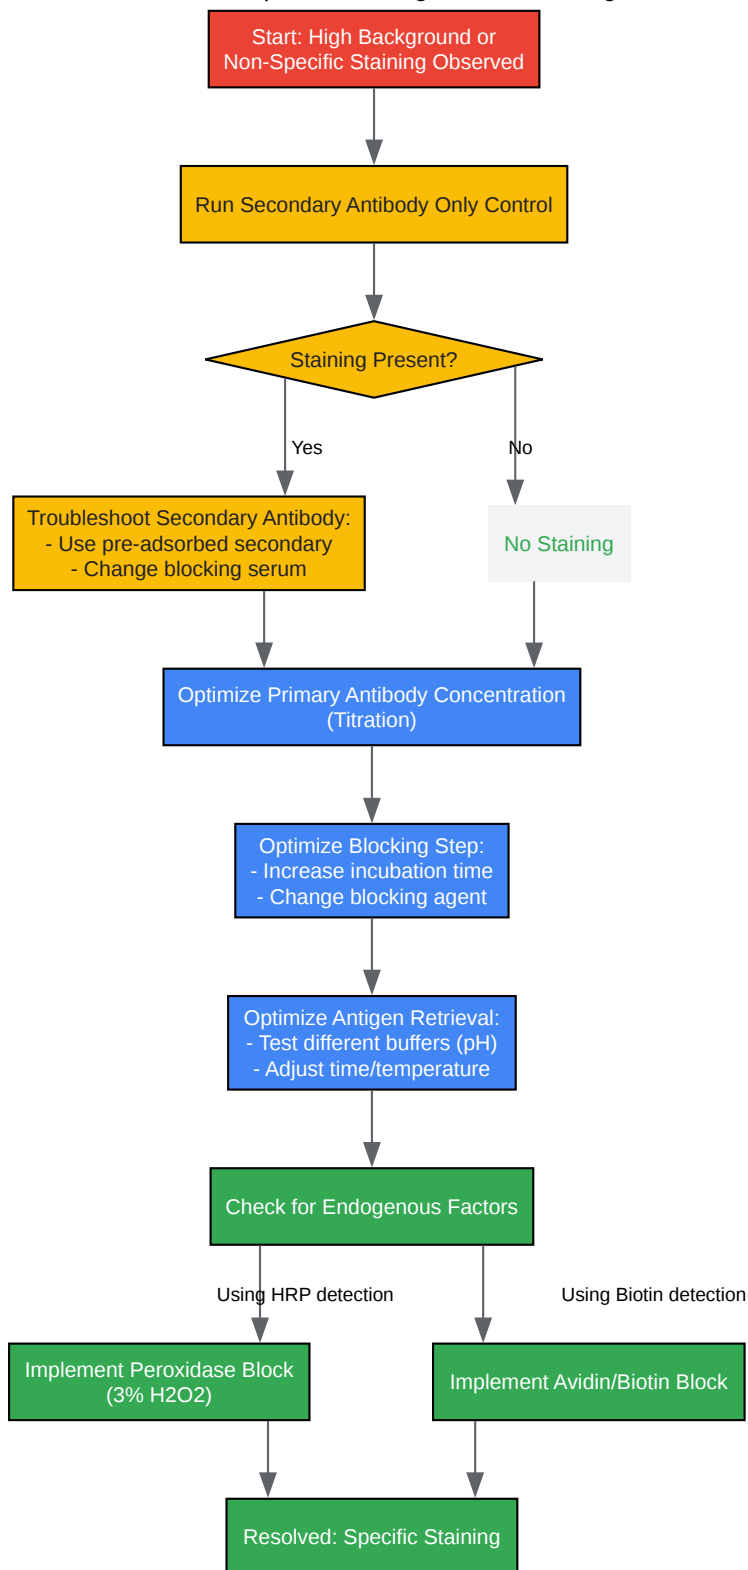 Start: High Background or
Non-Specific Staining Observed
Run Secondary Antibody Only Control
Staining Present?
Yes
No
Troubleshoot Secondary Antibody:
- Use pre-adsorbed secondary
- Change blocking serum
No Staining
Optimize Primary Antibody Concentration
(Titration)
Optimize Blocking Step:
- Increase incubation time
- Change blocking agent
Optimize Antigen Retrieval:
- Test different buffers (pH)
- Adjust time/temperature
Check for Endogenous Factors
Using HRP detection
Using Biotin detection
Implement Peroxidase Block
(3% H2O2)
Implement Avidin/Biotin Block
Resolved: Specific Staining